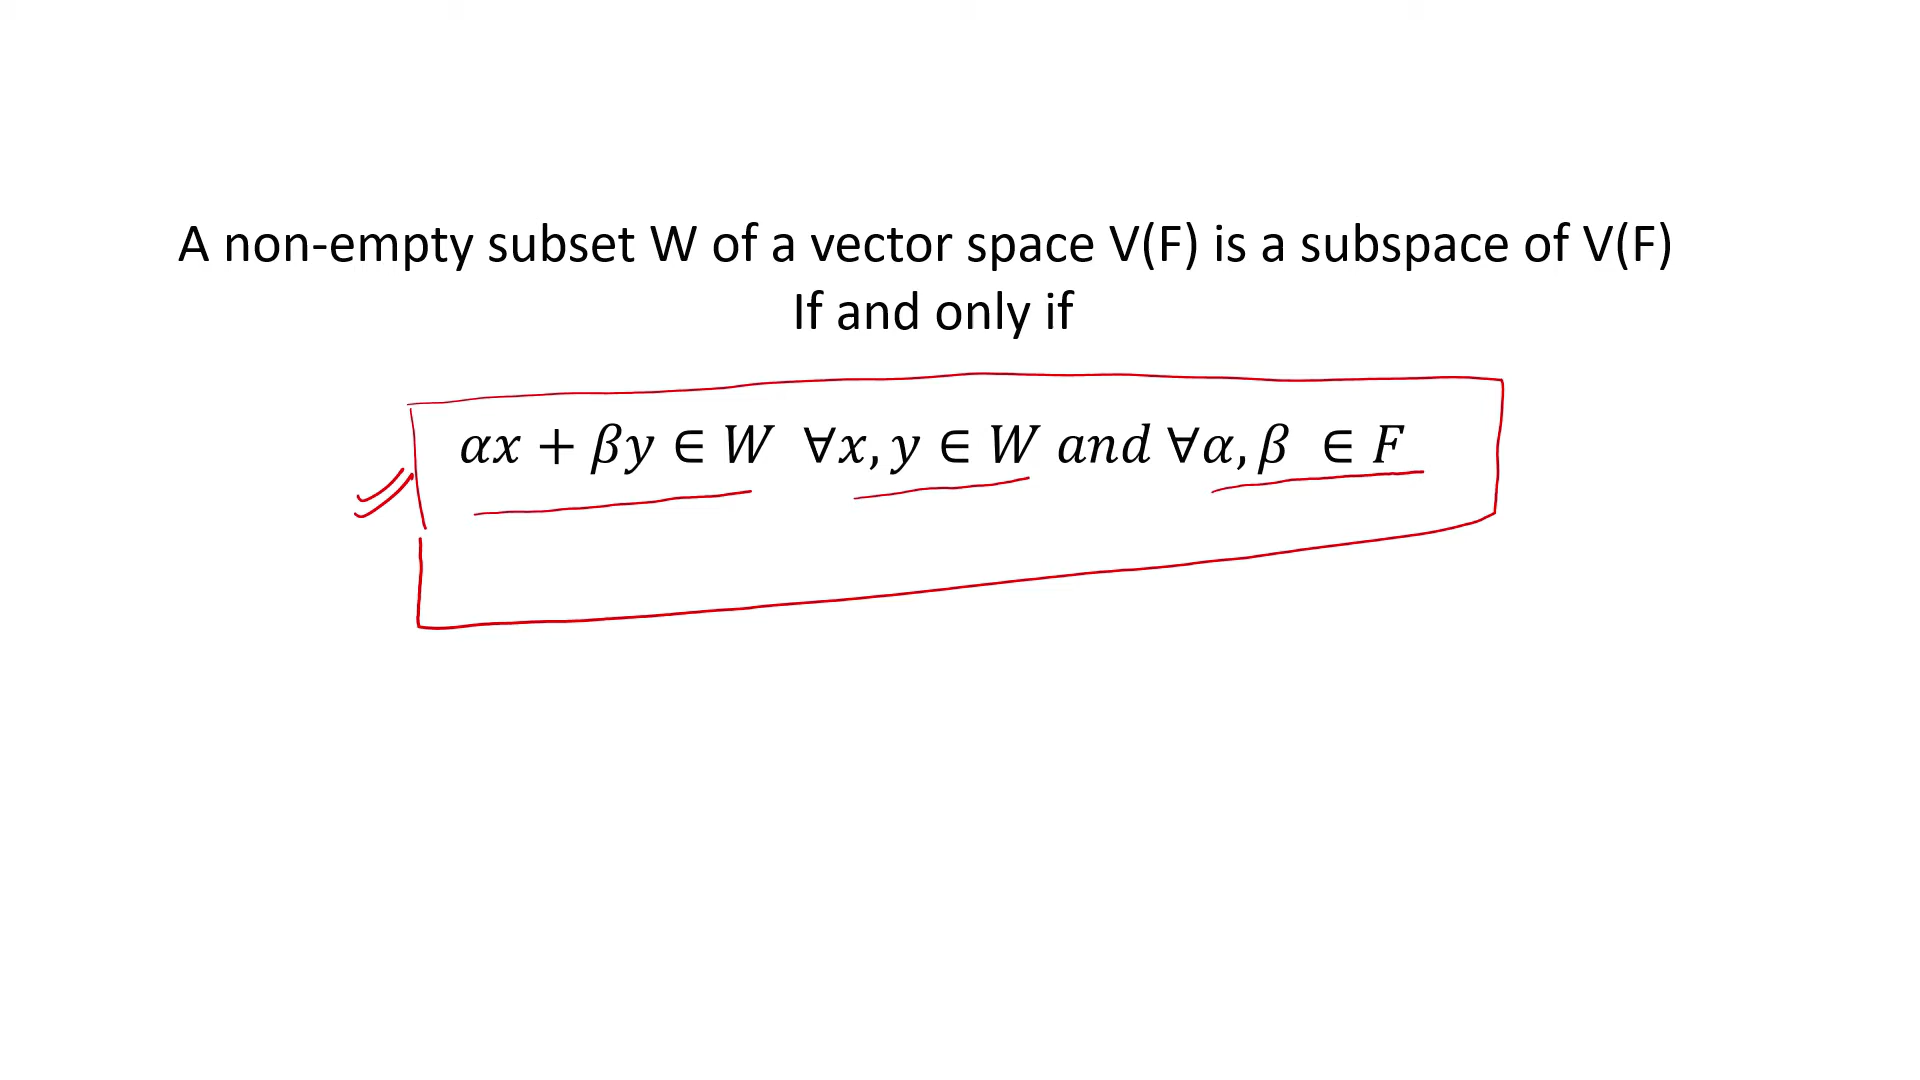 A non-empty subset W of a vector space V(F) is a subspace of V(F)
If and only if
𝛼𝑥 + 𝛽𝑦 ∈ 𝑊 ∀𝑥, 𝑦 ∈ 𝑊 𝑎𝑛𝑑 ∀𝛼, 𝛽 ∈ 𝐹